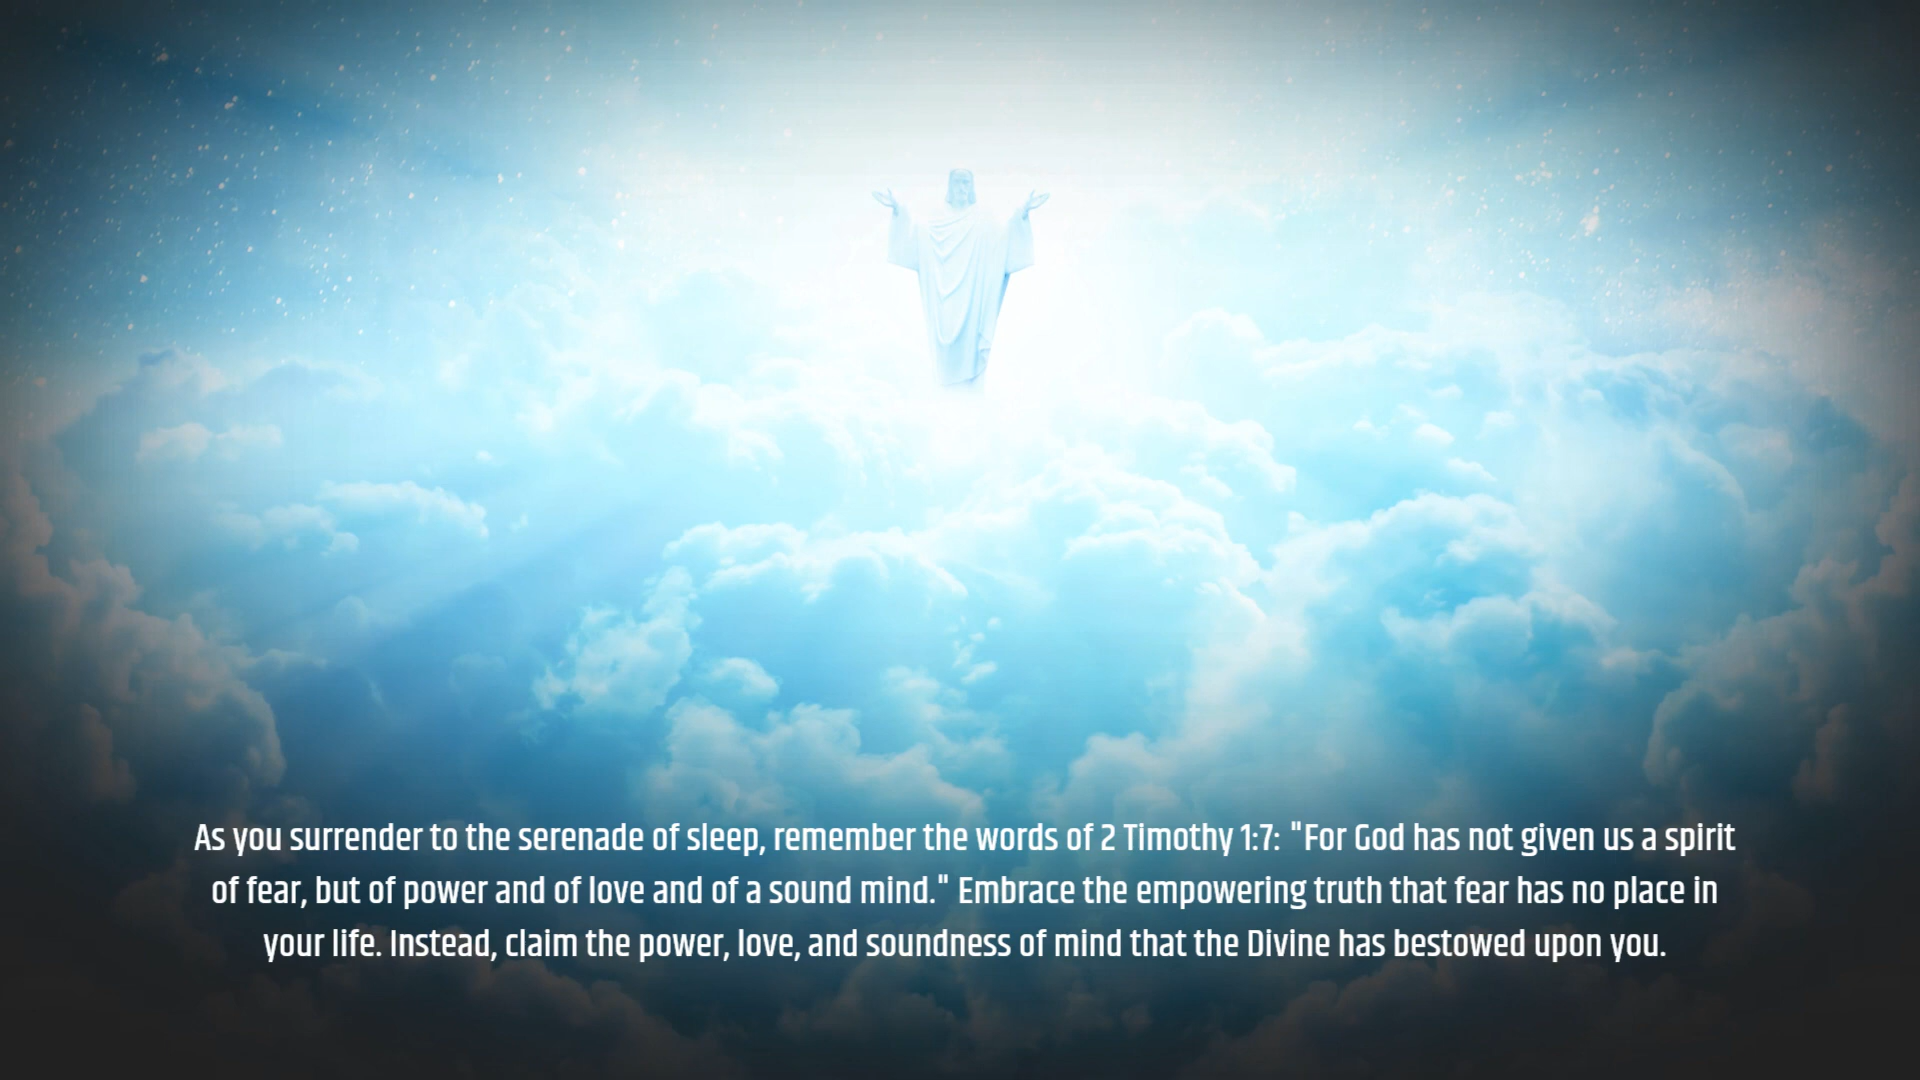 As you surrender to the serenade of sleep, remember the words of 2 Timothy 1:7: "For God has not given us a spirit
of fear, but of power and of love and of a sound mind." Embrace the empowering truth that fear has no place in
your life. Instead, claim the power, love, and soundness of mind that the Divine has bestowed upon you.